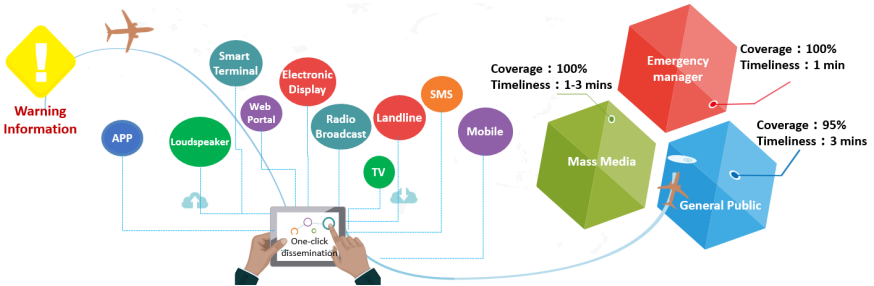 Warning
Information
APP
Loudspeaker
Smart
Terminal
Web
Portal
Electronic
Display
Radio
Broadcast
TV
Landline
SMS
Mobile
One-click
dissemination
Coverage：100%
Timeliness：1-3 mins
Mass Media
Emergency
manager
Coverage：100%
Timeliness：1 min
Coverage：95%
Timeliness：3 mins
General Public